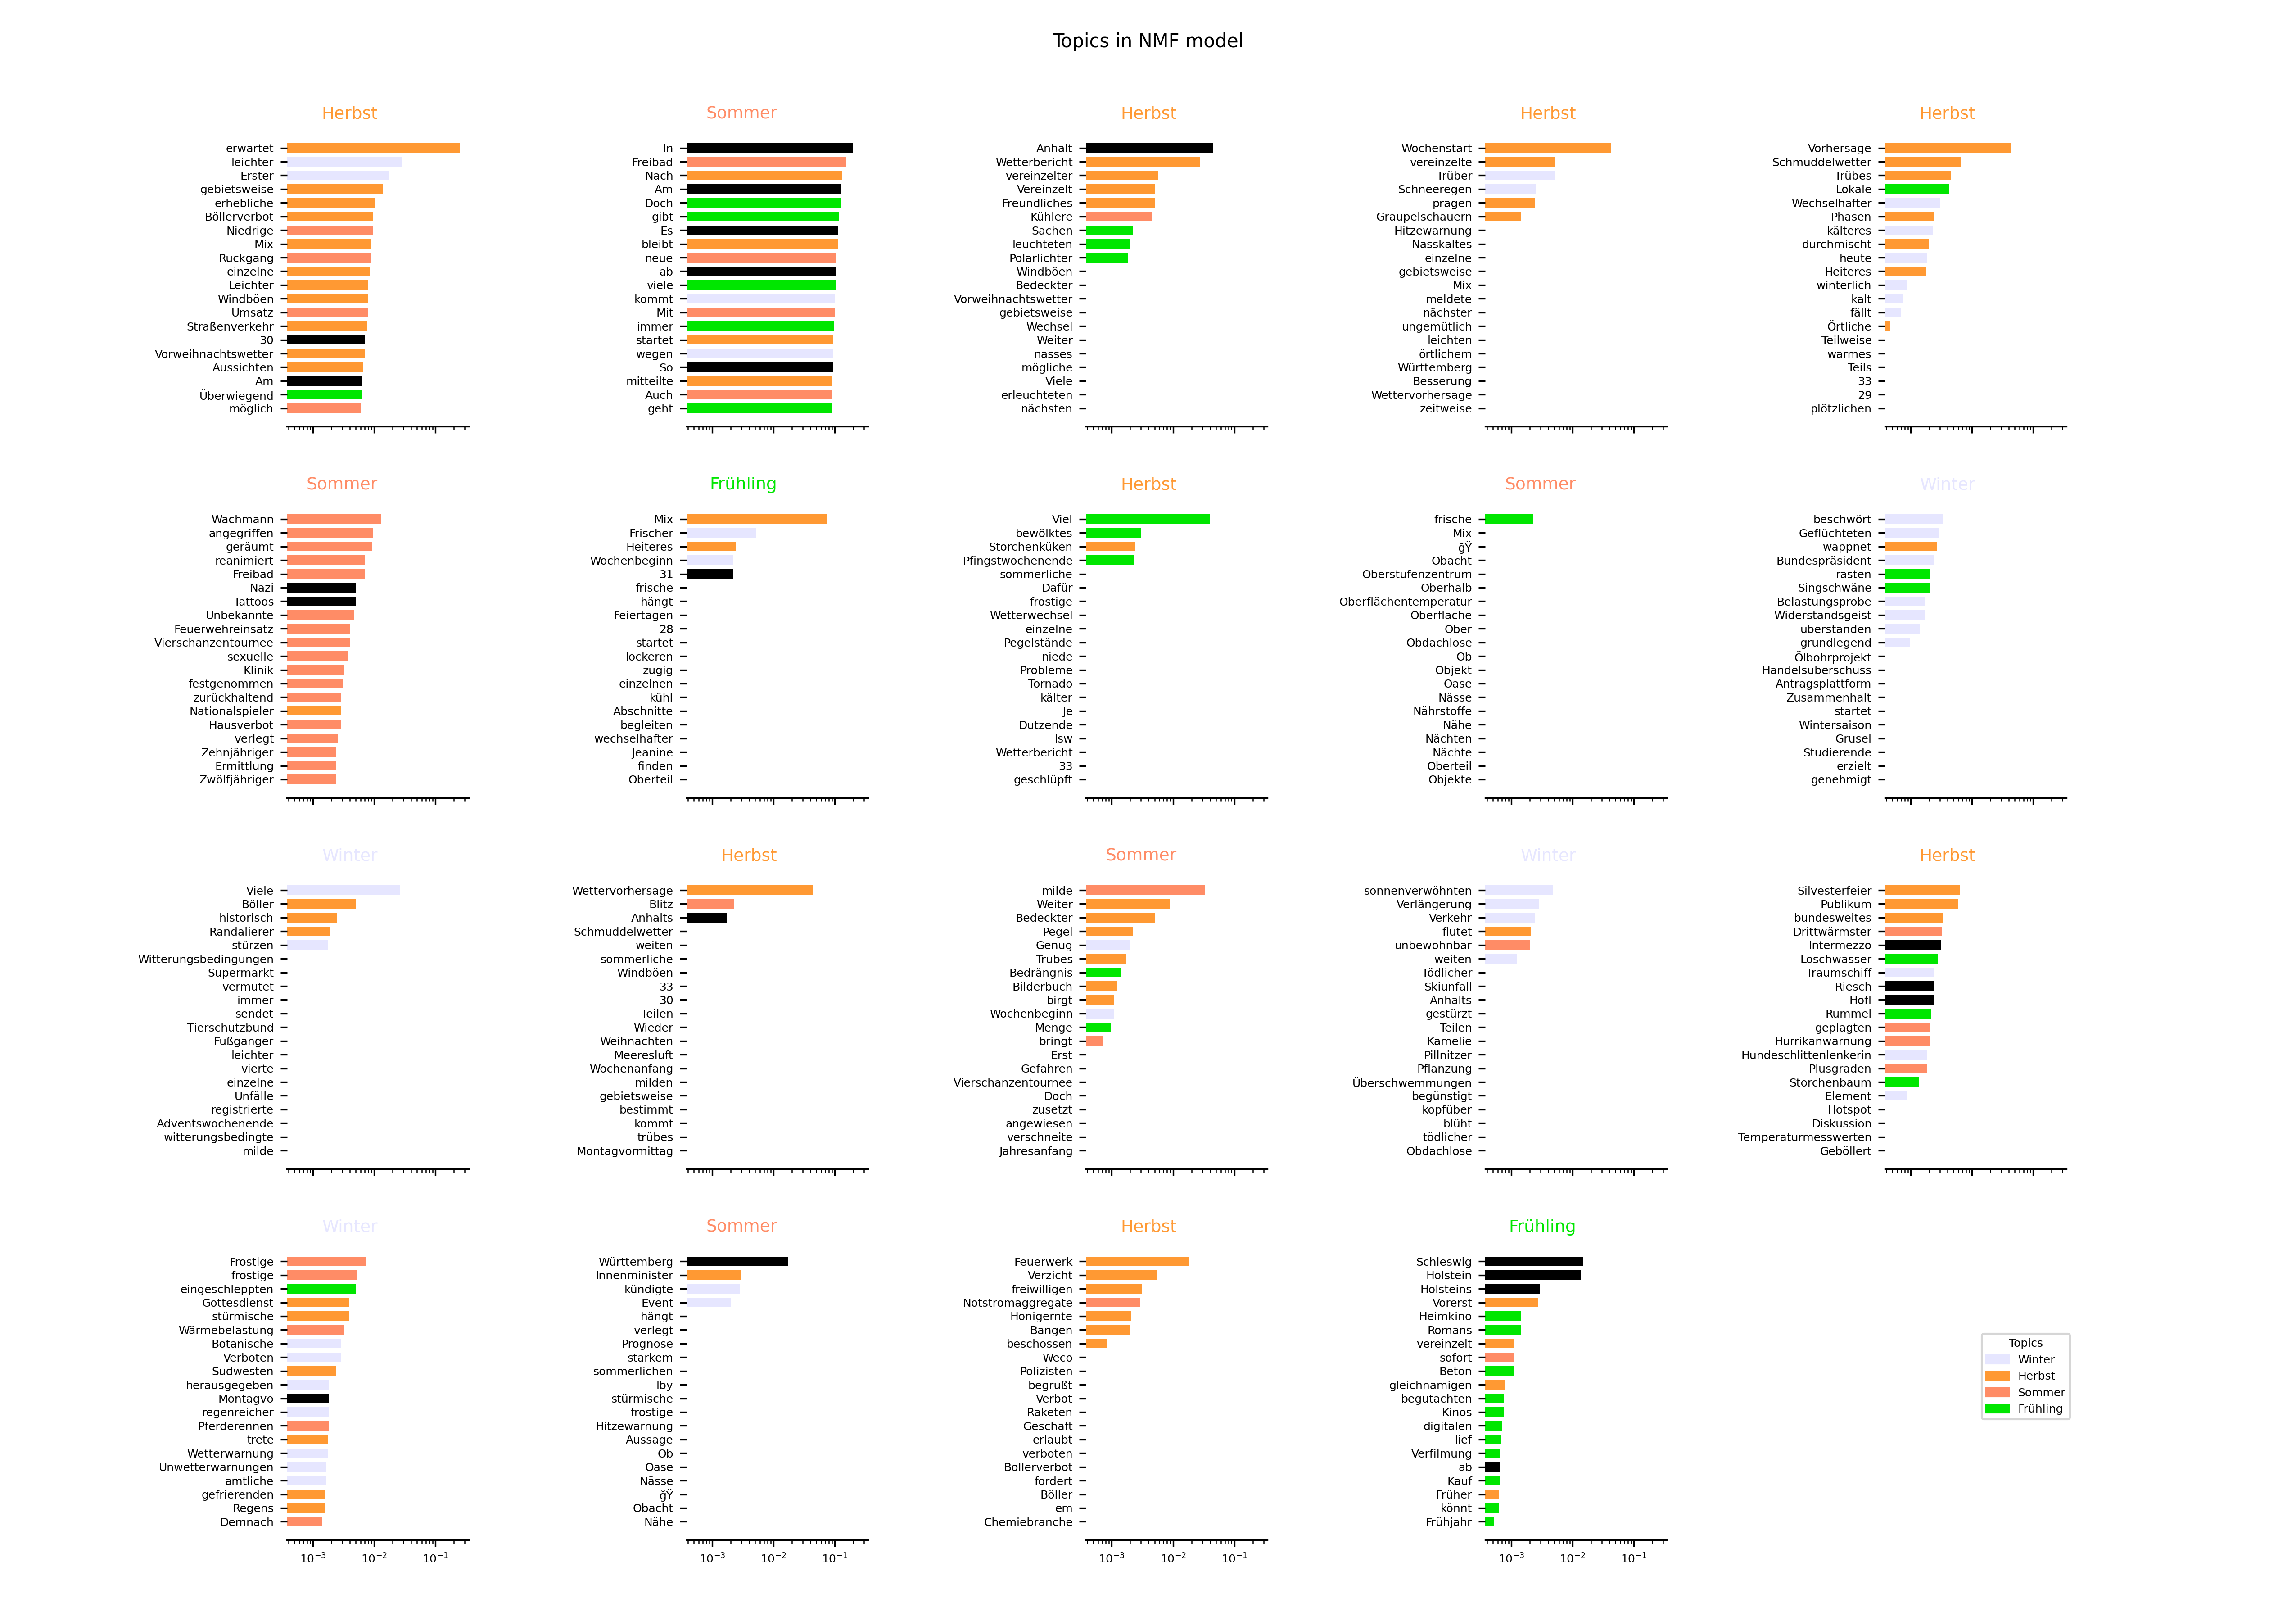 Topics in NMF model
Herbst
erwartet
leichter
Erster
gebietsweise
erhebliche
Böllerverbot
Niedrige
Mix
Rückgang
einzelne
Leichter
Windböen
Umsatz
Straßenverkehr
30
Vorweihnachtswetter
Aussichten
Am
Überwiegend
möglich
Sommer
In
Freibad
Nach
Am
Doch
gibt
Es
bleibt
neue
ab
viele
kommt
Mit
immer
startet
wegen
So
mitteilte
Auch
geht
Herbst
Anhalt
Wetterbericht
vereinzelter
Vereinzelt
Freundliches
Kühlere
Sachen
leuchteten
Polarlichter
Windböen
Bedeckter
Vorweihnachtswetter
gebietsweise
Wechsel
Weiter
nasses
mögliche
Viele
erleuchteten
nächsten
Herbst
Wochenstart
vereinzelte
Trüber
Schneeregen
prägen
Graupelschauern
Hitzewarnung
Nasskaltes
einzelne
gebietsweise
Mix
meldete
nächster
ungemütlich
leichten
örtlichem
Württemberg
Besserung
Wettervorhersage
zeitweise
Herbst
Vorhersage
Schmuddelwetter
Trübes
Lokale
Wechselhafter
Phasen
kälteres
durchmischt
heute
Heiteres
winterlich
kalt
fällt
Örtliche
Teilweise
warmes
Teils
33
29
plötzlichen
Sommer
Wachmann
angegriffen
geräumt
reanimiert
Freibad
Nazi
Tattoos
Unbekannte
Feuerwehreinsatz
Vierschanzentournee
sexuelle
Klinik
festgenommen
zurückhaltend
Nationalspieler
Hausverbot
verlegt
Zehnjähriger
Ermittlung
Zwölfjähriger
Frühling
Mix
Frischer
Heiteres
Wochenbeginn
31
frische
hängt
Feiertagen
28
startet
lockeren
zügig
einzelnen
kühl
Abschnitte
begleiten
wechselhafter
Jeanine
finden
Oberteil
Herbst
Viel
bewölktes
Storchenküken
Pfingstwochenende
sommerliche
Dafür
frostige
Wetterwechsel
einzelne
Pegelstände
niede
Probleme
Tornado
kälter
Je
Dutzende
lsw
Wetterbericht
33
geschlüpft
Sommer
frische
Mix
ğŸ
Obacht
Oberstufenzentrum
Oberhalb
Oberflächentemperatur
Oberfläche
Ober
Obdachlose
Ob
Objekt
Oase
Nässe
Nährstoffe
Nähe
Nächten
Nächte
Oberteil
Objekte
Winter
beschwört
Geflüchteten
wappnet
Bundespräsident
rasten
Singschwäne
Belastungsprobe
Widerstandsgeist
überstanden
grundlegend
Ölbohrprojekt
Handelsüberschuss
Antragsplattform
Zusammenhalt
startet
Wintersaison
Grusel
Studierende
erzielt
genehmigt
Winter
Viele
Böller
historisch
Randalierer
stürzen
Witterungsbedingungen
Supermarkt
vermutet
immer
sendet
Tierschutzbund
Fußgänger
leichter
vierte
einzelne
Unfälle
registrierte
Adventswochenende
witterungsbedingte
milde
Herbst
Wettervorhersage
Blitz
Anhalts
Schmuddelwetter
weiten
sommerliche
Windböen
33
30
Teilen
Wieder
Weihnachten
Meeresluft
Wochenanfang
milden
gebietsweise
bestimmt
kommt
trübes
Montagvormittag
Sommer
milde
Weiter
Bedeckter
Pegel
Genug
Trübes
Bedrängnis
Bilderbuch
birgt
Wochenbeginn
Menge
bringt
Erst
Gefahren
Vierschanzentournee
Doch
zusetzt
angewiesen
verschneite
Jahresanfang
Winter
sonnenverwöhnten
Verlängerung
Verkehr
flutet
unbewohnbar
weiten
Tödlicher
Skiunfall
Anhalts
gestürzt
Teilen
Kamelie
Pillnitzer
Pflanzung
Überschwemmungen
begünstigt
kopfüber
blüht
tödlicher
Obdachlose
Herbst
Silvesterfeier
Publikum
bundesweites
Drittwärmster
Intermezzo
Löschwasser
Traumschiff
Riesch
Höfl
Rummel
geplagten
Hurrikanwarnung
Hundeschlittenlenkerin
Plusgraden
Storchenbaum
Element
Hotspot
Diskussion
Temperaturmesswerten
Geböllert
Winter
Frostige
frostige
eingeschleppten
Gottesdienst
stürmische
Wärmebelastung
Botanische
Verboten
Südwesten
herausgegeben
Montagvo
regenreicher
Pferderennen
trete
Wetterwarnung
Unwetterwarnungen
amtliche
gefrierenden
Regens
Demnach
10⁻³ 10⁻² 10⁻¹
Sommer
Württemberg
Innenminister
kündigte
Event
hängt
verlegt
Prognose
starkem
sommerlichen
lby
stürmische
frostige
Hitzewarnung
Aussage
Ob
Oase
Nässe
ğŸ
Obacht
Nähe
10⁻³ 10⁻² 10⁻¹
Herbst
Feuerwerk
Verzicht
freiwilligen
Notstromaggregate
Honigernte
Bangen
beschossen
Weco
Polizisten
begrüßt
Verbot
Raketen
Geschäft
erlaubt
verboten
Böllerverbot
fordert
Böller
em
Chemiebranche
10⁻³ 10⁻² 10⁻¹
Frühling
Schleswig
Holstein
Holsteins
Vorerst
Heimkino
Romans
vereinzelt
sofort
Beton
gleichnamigen
begutachten
Kinos
digitalen
lief
Verfilmung
ab
Kauf
Früher
könnt
Frühjahr
10⁻³ 10⁻² 10⁻¹
Topics
Winter
Herbst
Sommer
Frühling